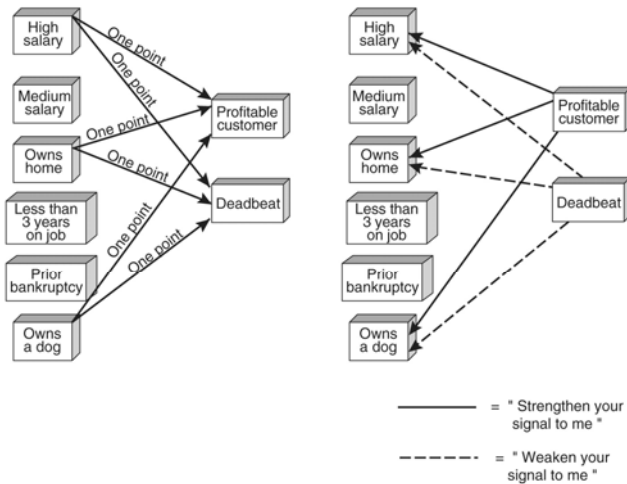 High
salary
One point
One point
Medium
salary
One point
Profitable
customer
Owns
home
One point
Less than
3 years
on job
One point
Deadbeat
Prior
bankruptcy
One point
Owns
a dog
High
salary
Medium
salary
Profitable
customer
Owns
home
Deadbeat
Less than
3 years
on job
Prior
bankruptcy
Owns
a dog
= " Strengthen your
signal to me "
= " Weaken your
signal to me "